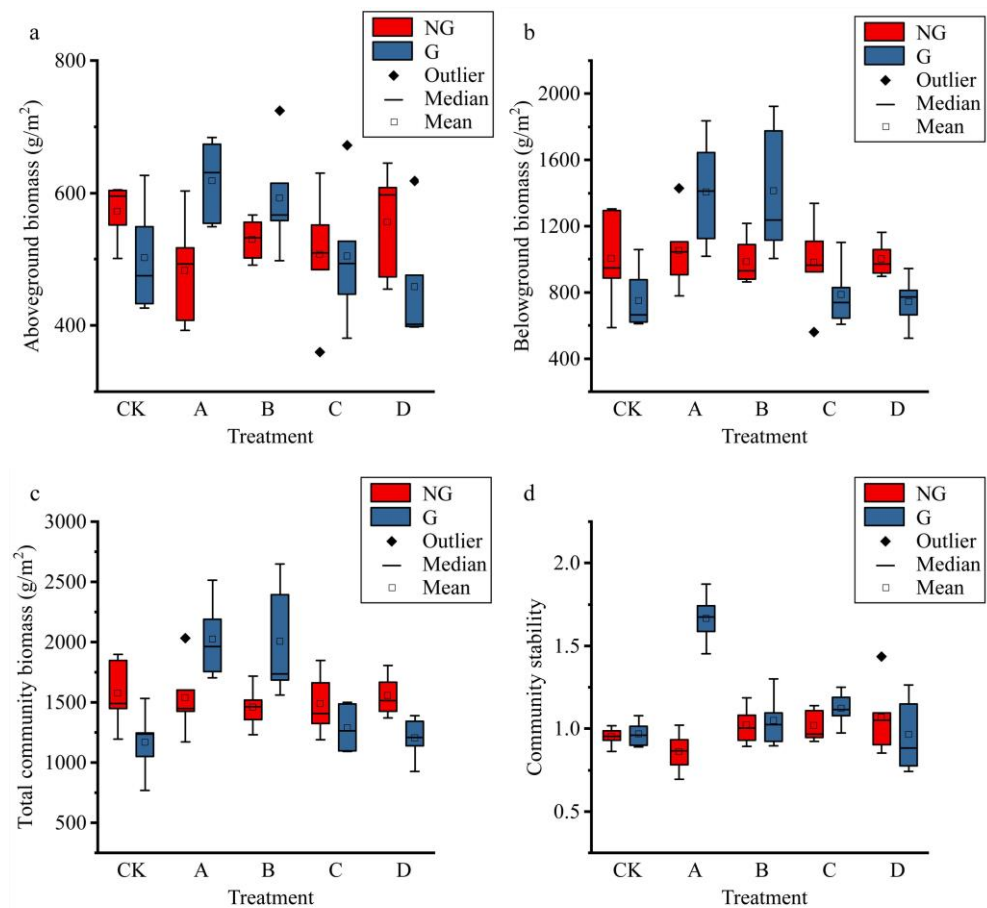 a
NG
G
Outlier
Median
Mean
800
600
400
Aboveground biomass (g/m²)
CK A B C D
Treatment
b
NG
G
Outlier
Median
Mean
2000
1600
1200
800
400
Belowground biomass (g/m²)
CK A B C D
Treatment
c
NG
G
Outlier
Median
Mean
3000
2500
2000
1500
1000
500
Total community biomass (g/m²)
CK A B C D
Treatment
d
NG
G
Outlier
Median
Mean
2.0
1.5
1.0
0.5
Community stability
CK A B C D
Treatment